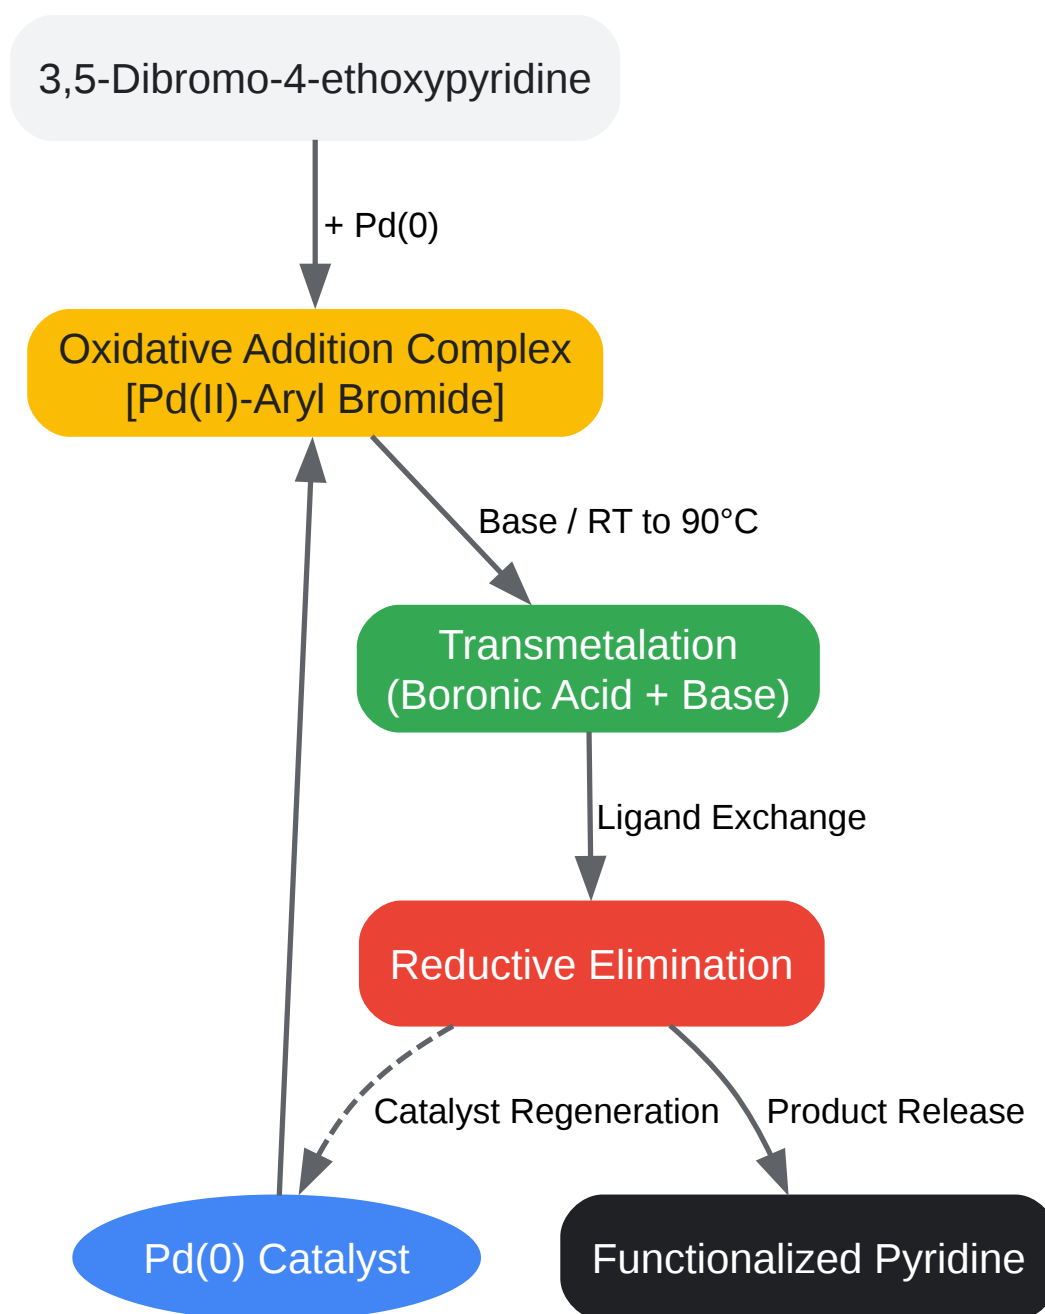 3,5-Dibromo-4-ethoxypyridine
+ Pd(0)
Oxidative Addition Complex
[Pd(II)-Aryl Bromide]
Base / RT to 90°C
Transmetalation
(Boronic Acid + Base)
Ligand Exchange
Reductive Elimination
Catalyst Regeneration
Product Release
Pd(0) Catalyst
Functionalized Pyridine